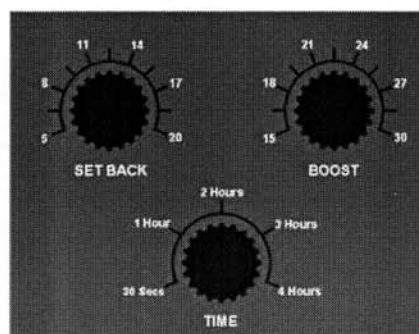 11 14 21 24
8 17 18 27
5 20 15 30
SET BACK BOOST
2 Hours
1 Hour 3 Hours
30 Secs 4 Hours
TIME